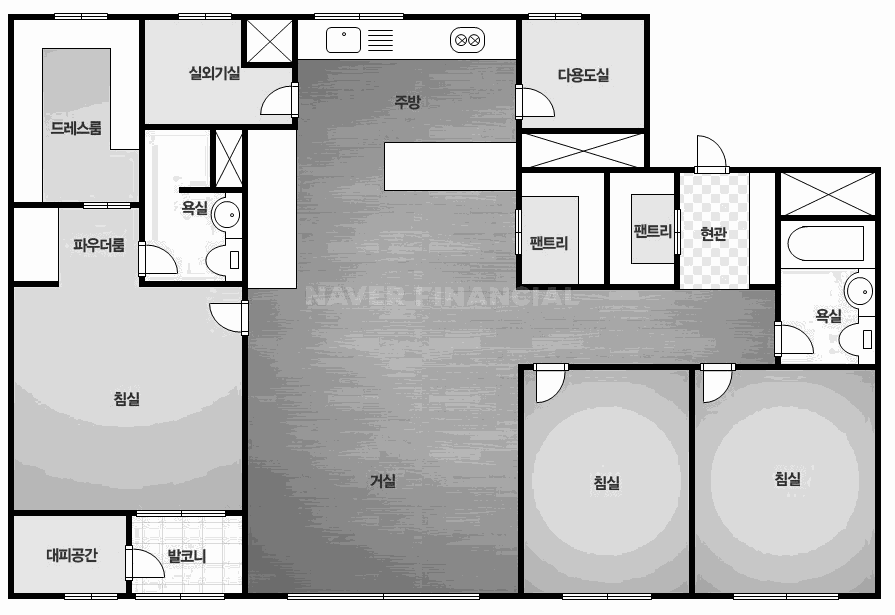 실외기실
다용도실
주방
드레스룸
욕실
파우더룸
팬트리
팬트리
현관
NAVER FINANCIAL
욕실
침실
거실
침실
침실
대피공간
발코니